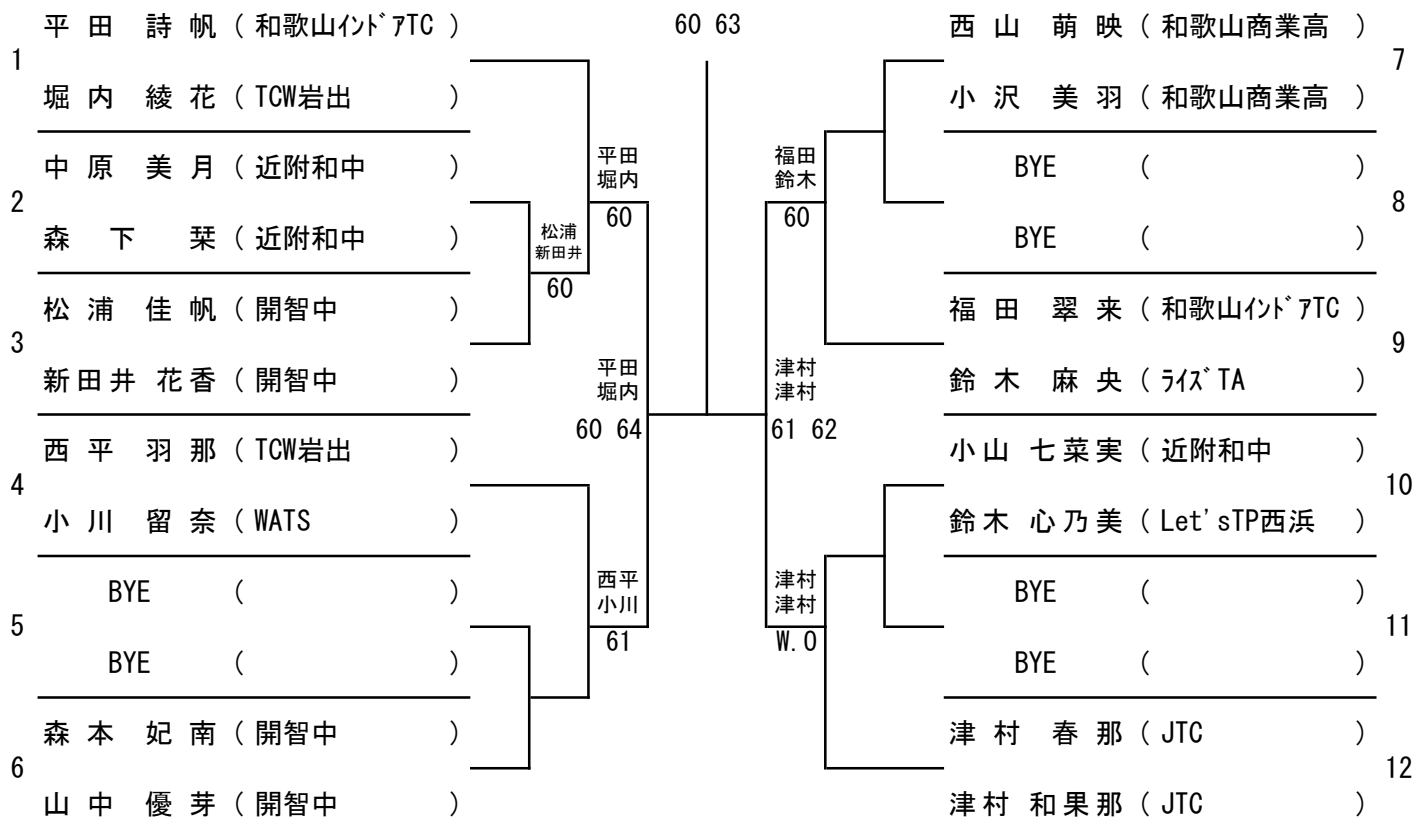 60 63
1
平田 詩帆 ( 和歌山ｲﾝﾄﾞｱTC )
堀内 綾花 ( TCW岩出 )
2
中原 美月 ( 近附和中 )
森下 栞 ( 近附和中 )
3
松浦 佳帆 ( 開智中 )
新田井 花香 ( 開智中 )
4
西平 羽那 ( TCW岩出 )
小川 留奈 ( WATS )
5
BYE ( )
BYE ( )
6
森本 妃南 ( 開智中 )
山中 優芽 ( 開智中 )
松浦
新田井
60
平田
堀内
60
平田
堀内
60 64
西平
小川
61
福田
鈴木
60
津村
津村
61 62
津村
津村
W.O
西山 萌映 ( 和歌山商業高 )
小沢 美羽 ( 和歌山商業高 )
7
BYE ( )
BYE ( )
8
福田 翠来 ( 和歌山ｲﾝﾄﾞｱTC )
鈴木 麻央 ( ﾗｲｽﾞTA )
9
小山 七菜実 ( 近附和中 )
鈴木 心乃美 ( Let'sTP西浜 )
10
BYE ( )
BYE ( )
11
津村 春那 ( JTC )
津村 和果那 ( JTC )
12